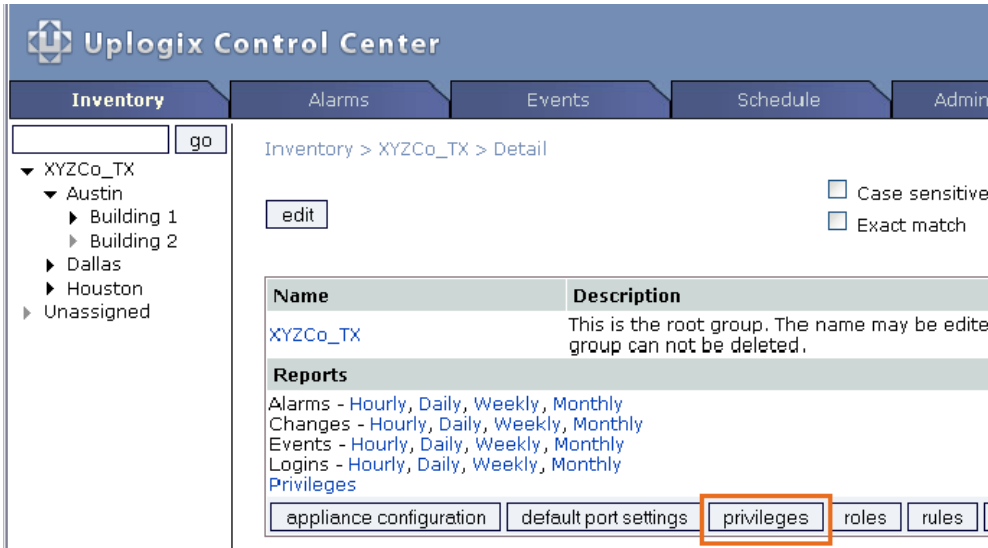 Uplogix Control Center
Inventory Alarms Events Schedule Admin
go
XYZCo_TX
Austin
Building 1
Building 2
Dallas
Houston
Unassigned
Inventory > XYZCo_TX > Detail
edit
Case sensitive
Exact match
Name Description
XYZCo_TX This is the root group. The name may be edite
group can not be deleted.
Reports
Alarms - Hourly, Daily, Weekly, Monthly
Changes - Hourly, Daily, Weekly, Monthly
Events - Hourly, Daily, Weekly, Monthly
Logins - Hourly, Daily, Weekly, Monthly
Privileges
appliance configuration default port settings privileges roles rules